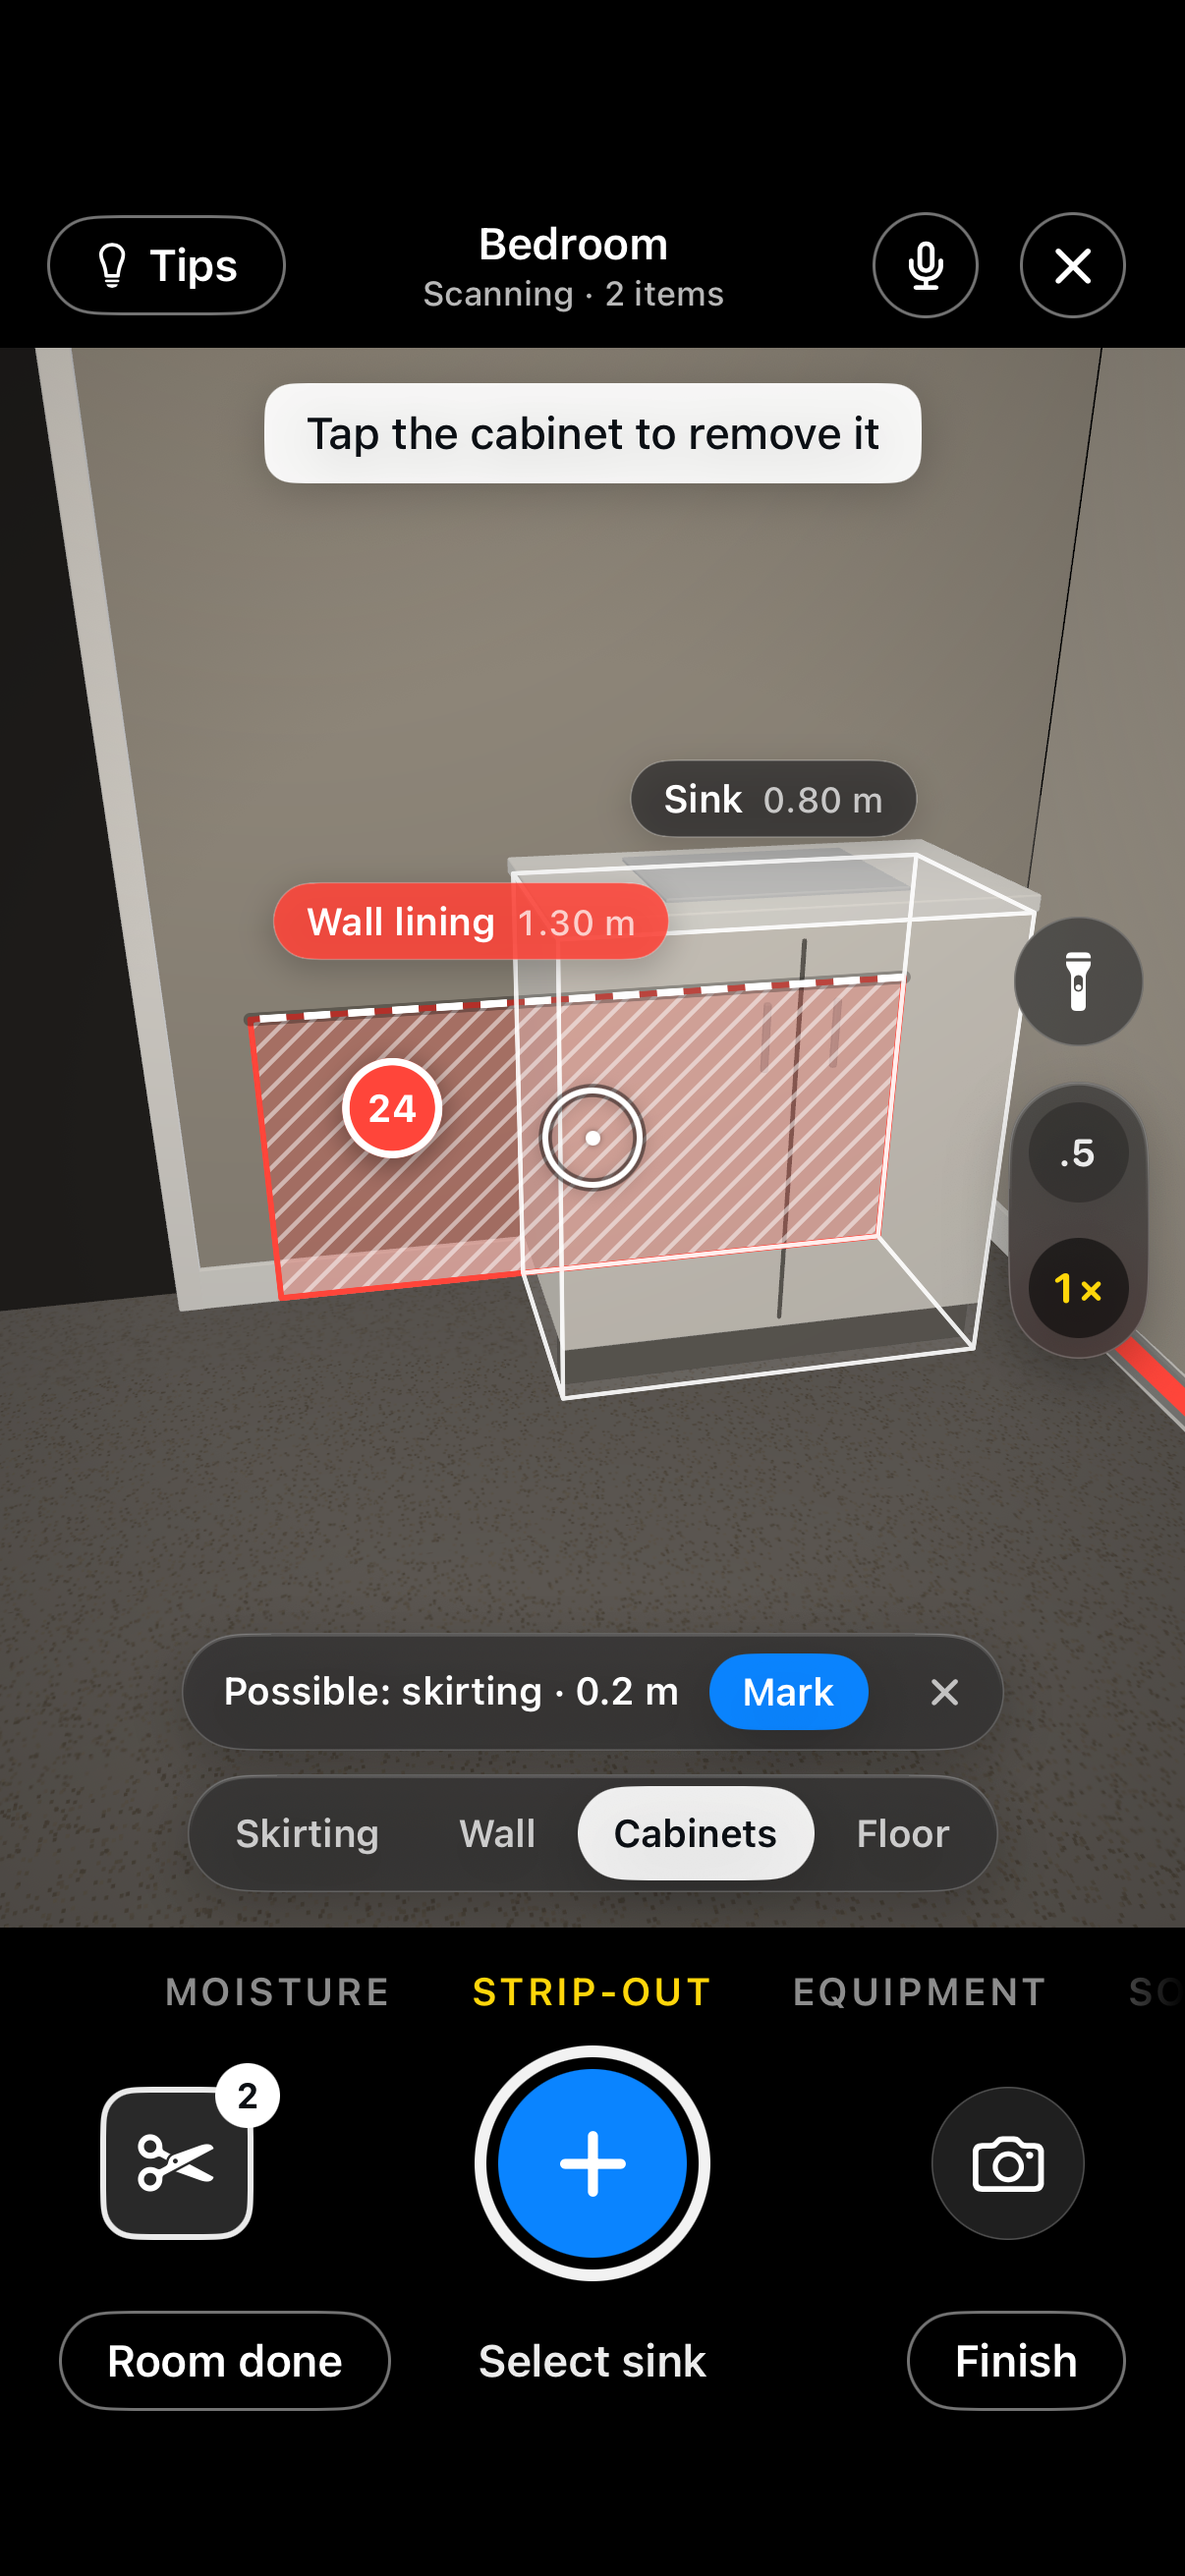 Tips
Bedroom
Scanning · 2 items
Tap the cabinet to remove it
Sink 0.80 m
Wall lining 1.30 m
24
.5
1×
Possible: skirting · 0.2 m Mark
Skirting Wall Cabinets Floor
MOISTURE STRIP-OUT EQUIPMENT
2
Room done Select sink Finish